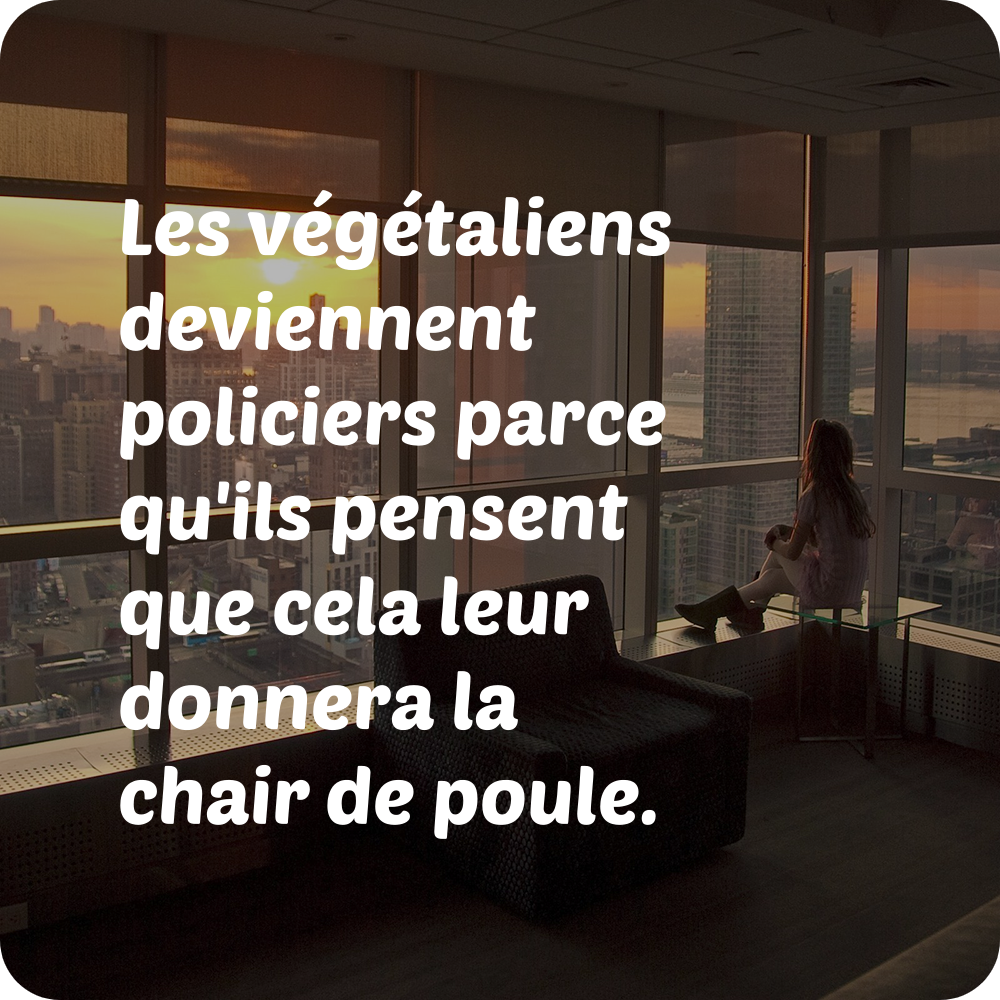 Les végétaliens
deviennent
policiers parce
qu'ils pensent
que cela leur
donnera la
chair de poule.